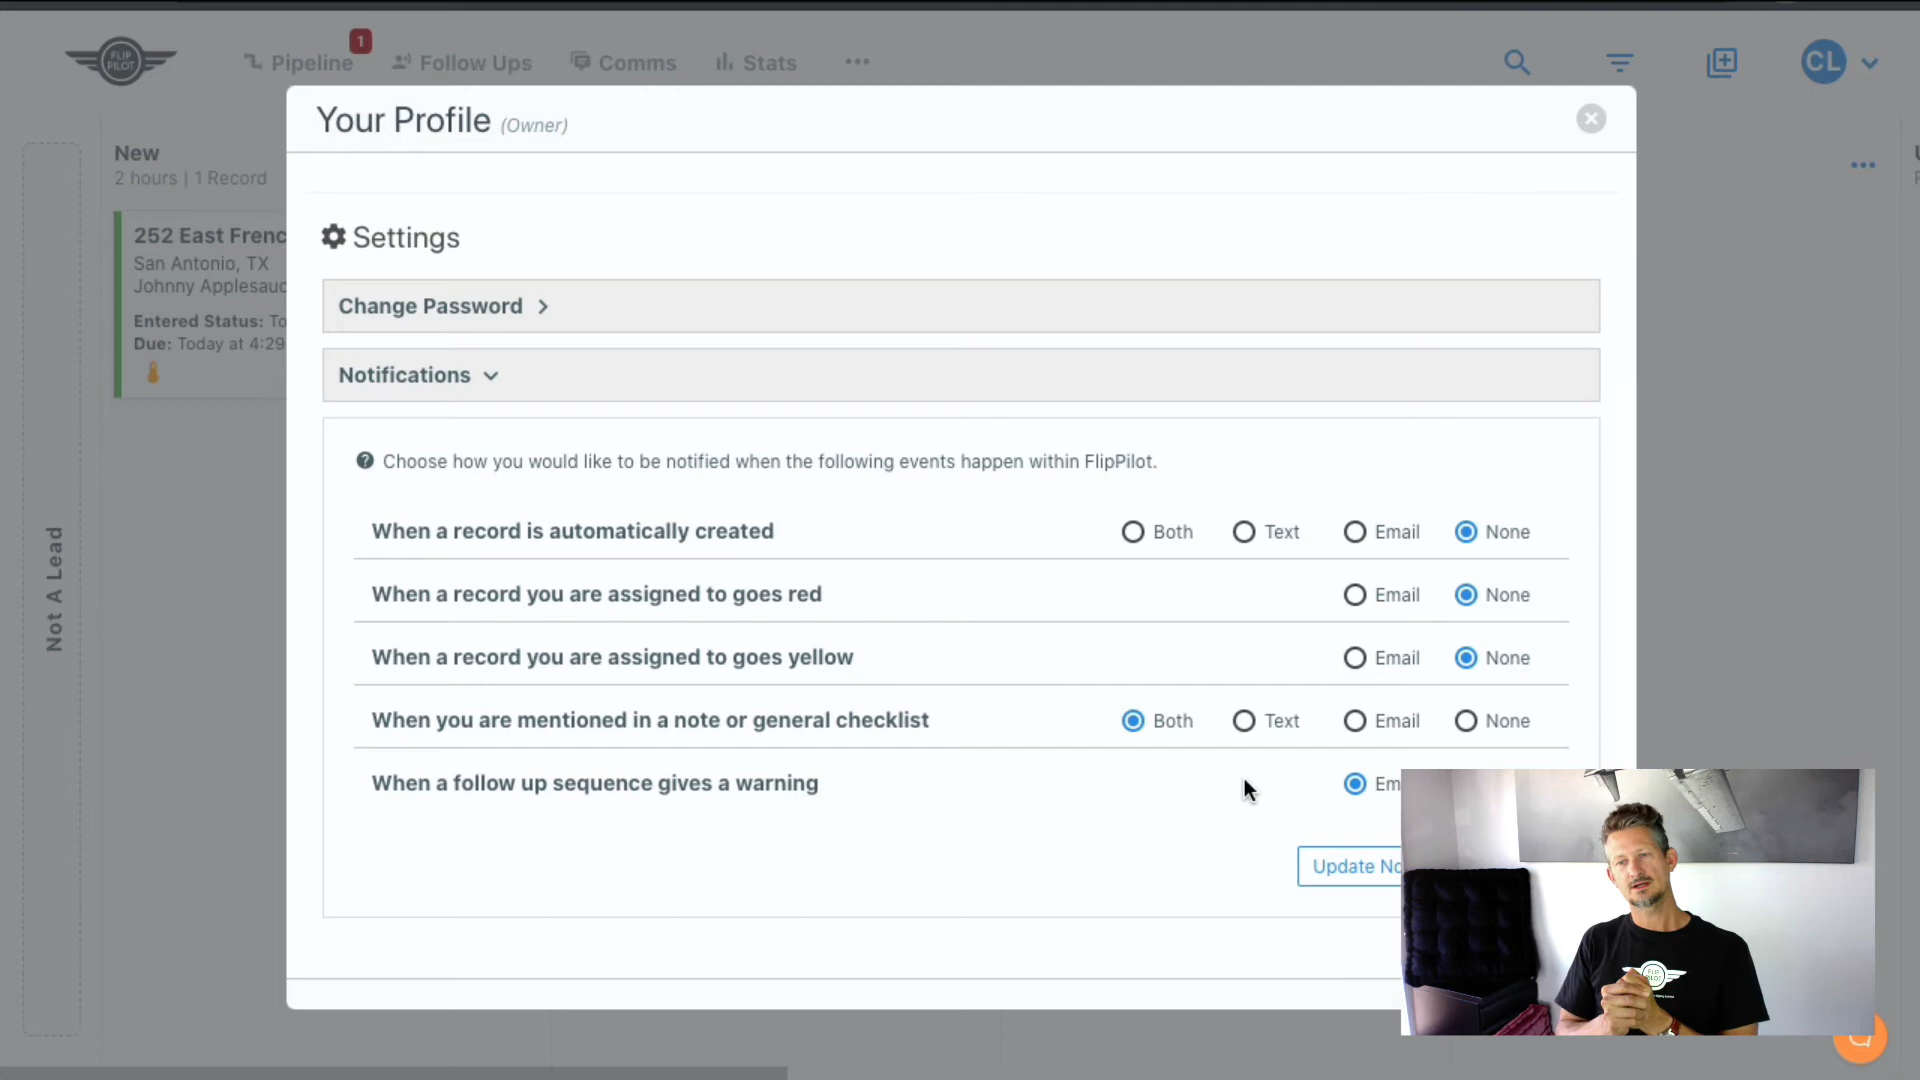 FLIP
PILOT
Pipeline
1
Follow Ups
Comms
Stats
CL
Your Profile (Owner)
New
2 hours | 1 Record
252 East Frenc
San Antonio, TX
Johnny Applesauc
Entered Status: To
Due: Today at 4:29
Not A Lead
Settings
Change Password
Notifications
Choose how you would like to be notified when the following events happen within FlipPilot.
When a record is automatically created Both Text Email None
When a record you are assigned to goes red Email None
When a record you are assigned to goes yellow Email None
When you are mentioned in a note or general checklist Both Text Email None
When a follow up sequence gives a warning Em
Update No
FLIP